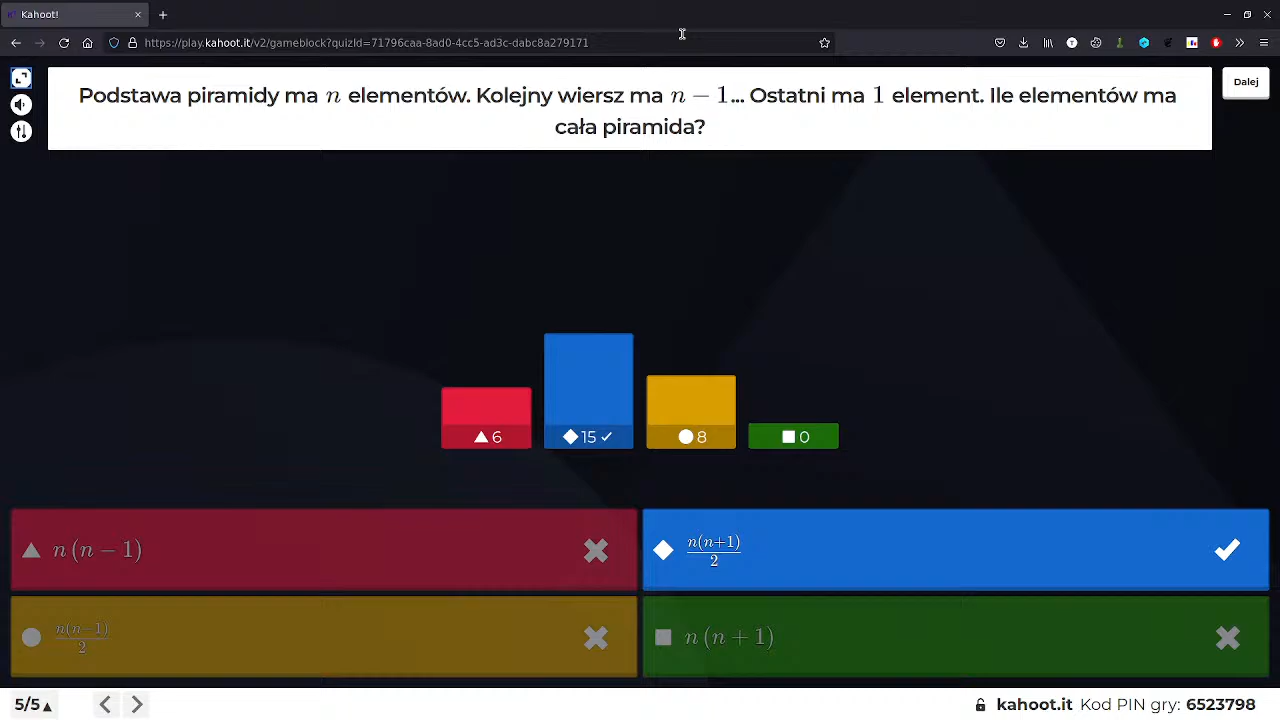 Kahoot!
https://play.kahoot.it/v2/gameblock?quizId=71796caa-8ad0-4cc5-ad3c-dabc8a279171
Podstawa piramidy ma n elementów. Kolejny wiersz ma n − 1... Ostatni ma 1 element. Ile elementów ma
cała piramida?
Dalej
6
15
8
0
n (n − 1)
n(n+1)/2
n(n−1)/2
n (n + 1)
5/5
kahoot.it Kod PIN gry: 6523798